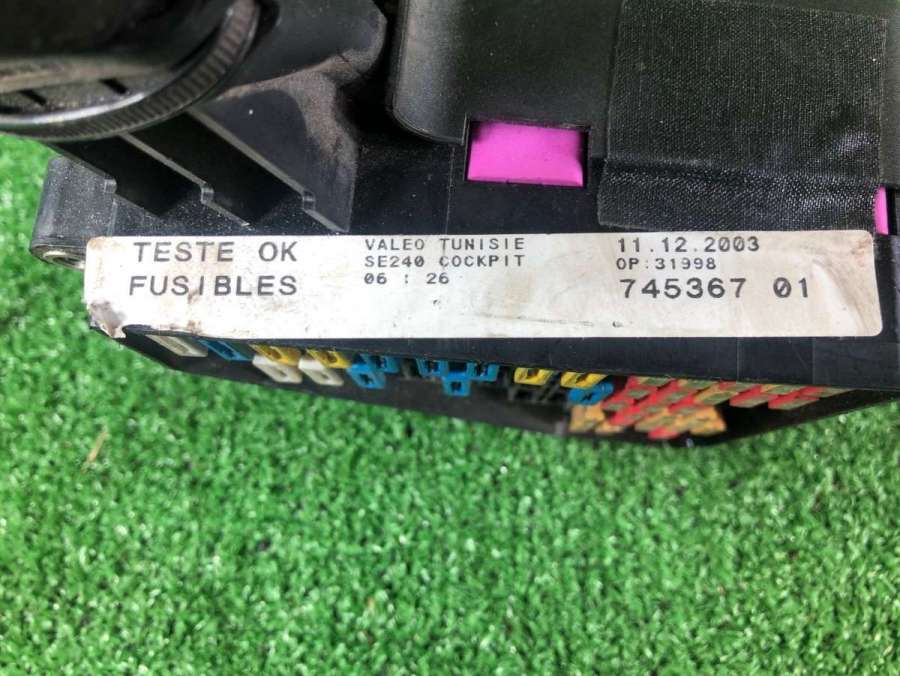 TESTE OK
FUSIBLES
VALEO TUNISIE
SE240 COCKPIT
06 : 26
11.12.2003
OP:31998
745367 01